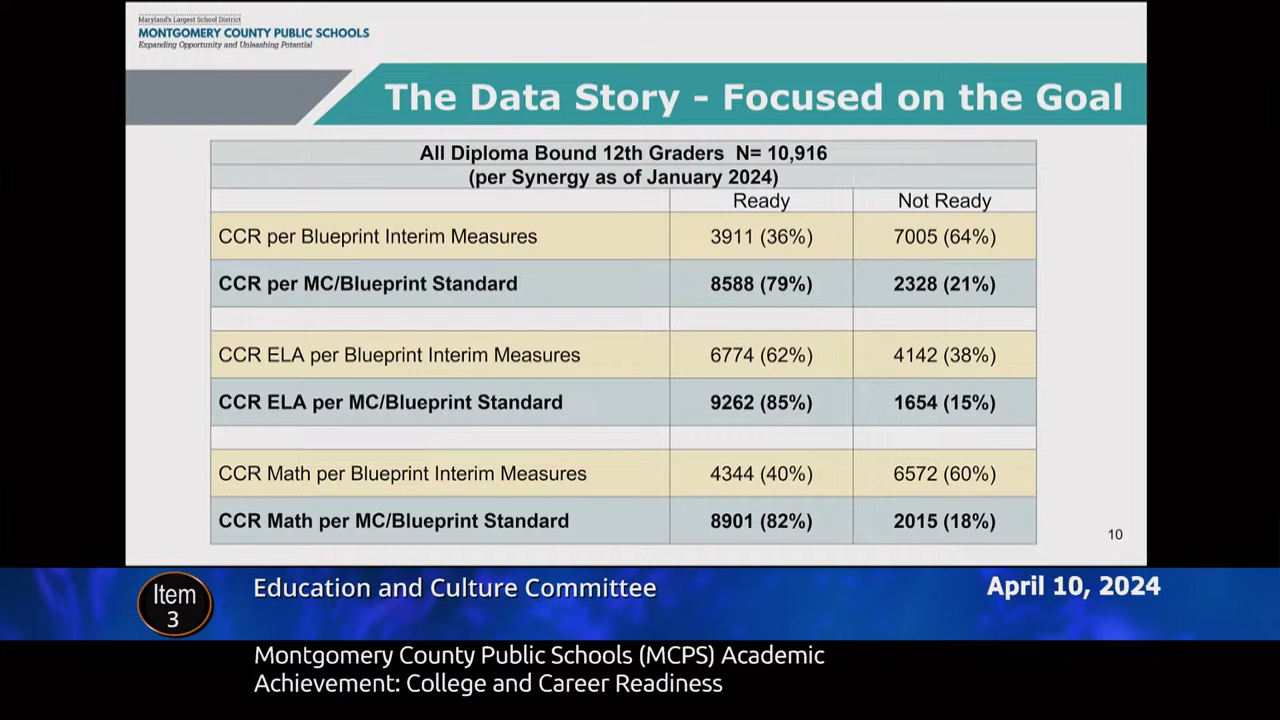 Maryland's Largest School District
MONTGOMERY COUNTY PUBLIC SCHOOLS
Expanding Opportunity and Unleashing Potential
The Data Story - Focused on the Goal
All Diploma Bound 12th Graders N= 10,916
(per Synergy as of January 2024)
Ready Not Ready
CCR per Blueprint Interim Measures 3911 (36%) 7005 (64%)
CCR per MC/Blueprint Standard 8588 (79%) 2328 (21%)
CCR ELA per Blueprint Interim Measures 6774 (62%) 4142 (38%)
CCR ELA per MC/Blueprint Standard 9262 (85%) 1654 (15%)
CCR Math per Blueprint Interim Measures 4344 (40%) 6572 (60%)
CCR Math per MC/Blueprint Standard 8901 (82%) 2015 (18%)
10
Item
3
Education and Culture Committee
April 10, 2024
Montgomery County Public Schools (MCPS) Academic
Achievement: College and Career Readiness